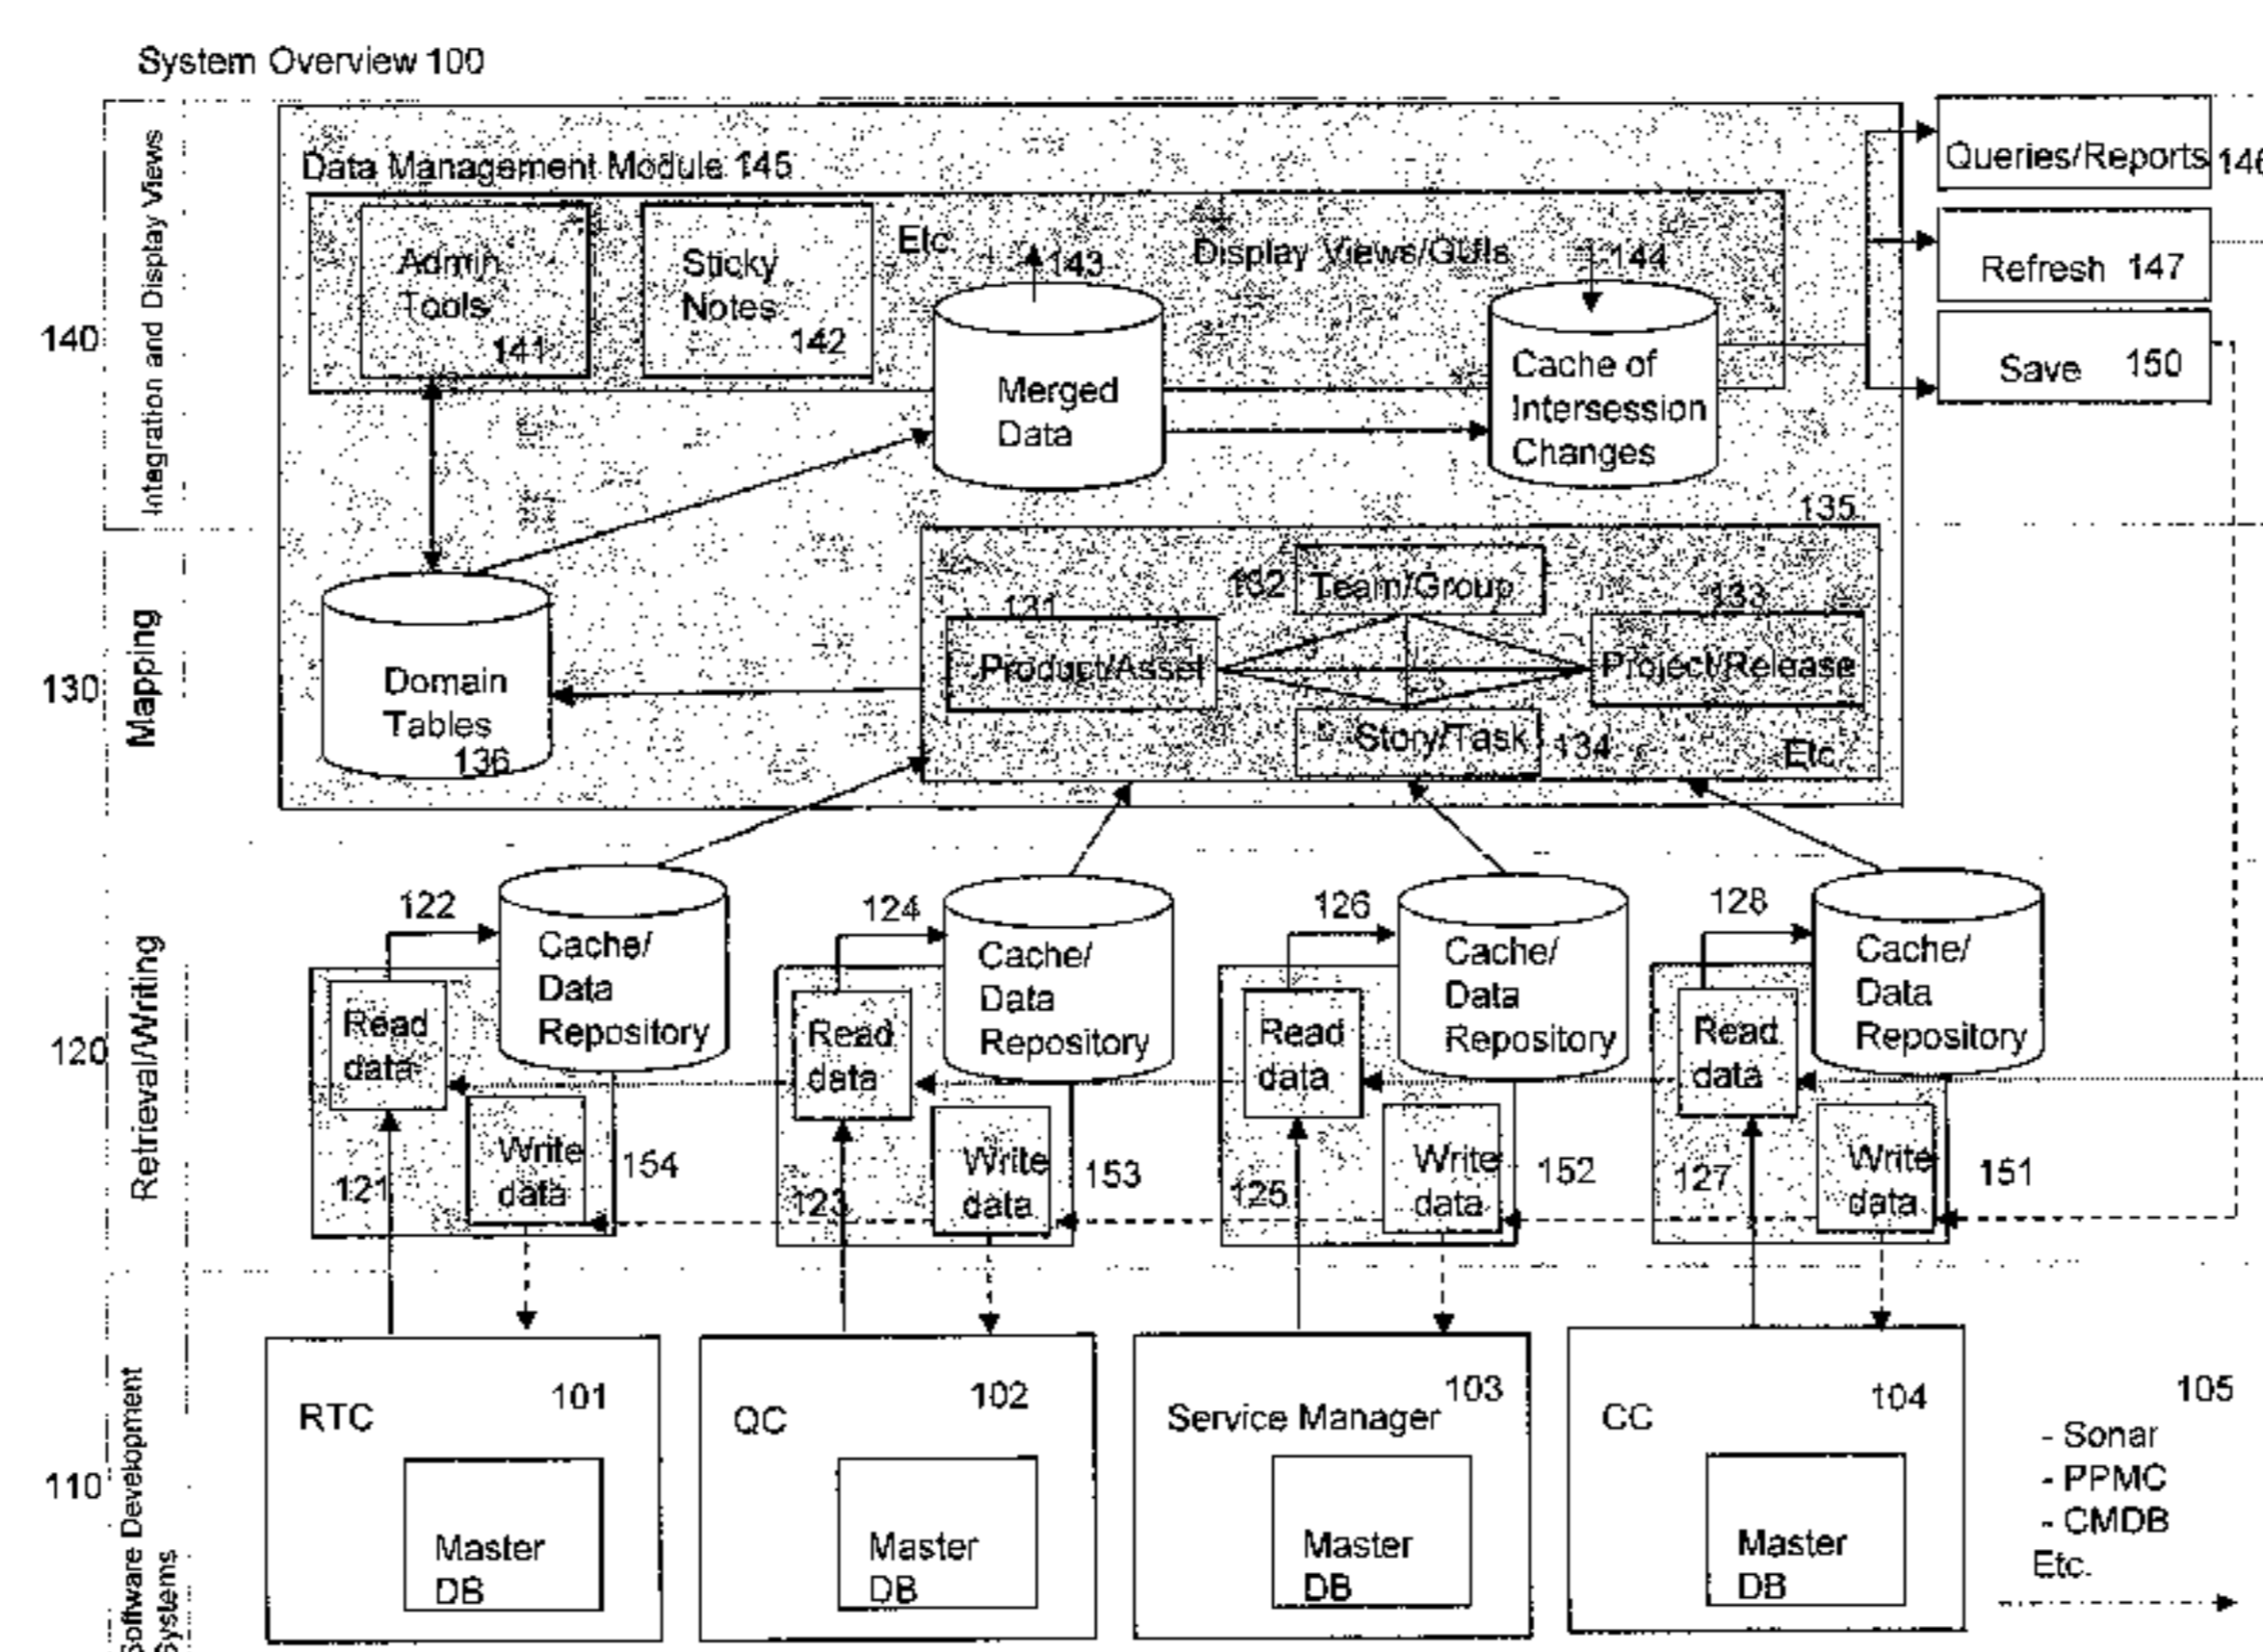 System Overview 100
Integration and Display Views
140
Data Management Module 145
Admin
Tools
141
Sticky
Notes
142
Etc.
143
Display Views/GUIs
144
Merged
Data
Cache of
Intersession
Changes
Queries/Reports 146
Refresh 147
Save 150
Mapping
130
Domain
Tables
136
135
131
132
Team/Group
133
Product/Asset
Project/Release
Story/Task
134
Etc
Retrieval/Writing
120
122
Cache/
Data
Repository
Read
data
121
Write
data
154
124
Cache/
Data
Repository
Read
data
123
Write
data
153
126
Cache/
Data
Repository
Read
data
125
Write
data
152
128
Cache/
Data
Repository
Read
data
127
Write
data
151
Software Development
Systems
110
RTC
101
Master
DB
QC
102
Master
DB
Service Manager
103
Master
DB
CC
104
Master
DB
105
- Sonar
- PPMC
- CMDB
Etc.